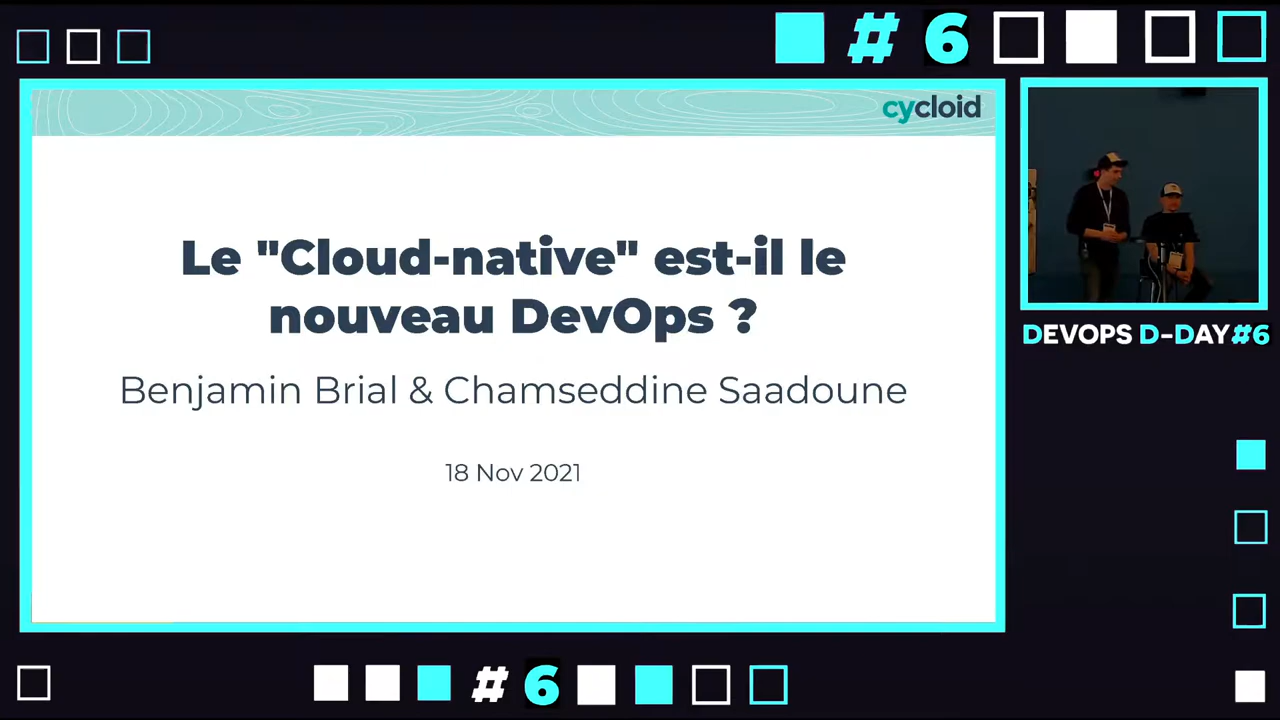 # 6
cycloid
Le "Cloud-native" est-il le
nouveau DevOps ?
Benjamin Brial & Chamseddine Saadoune
18 Nov 2021
DEVOPS D-DAY#6
# 6